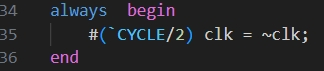 34 always begin
35 #(`CYCLE/2) clk = ~clk;
36 end